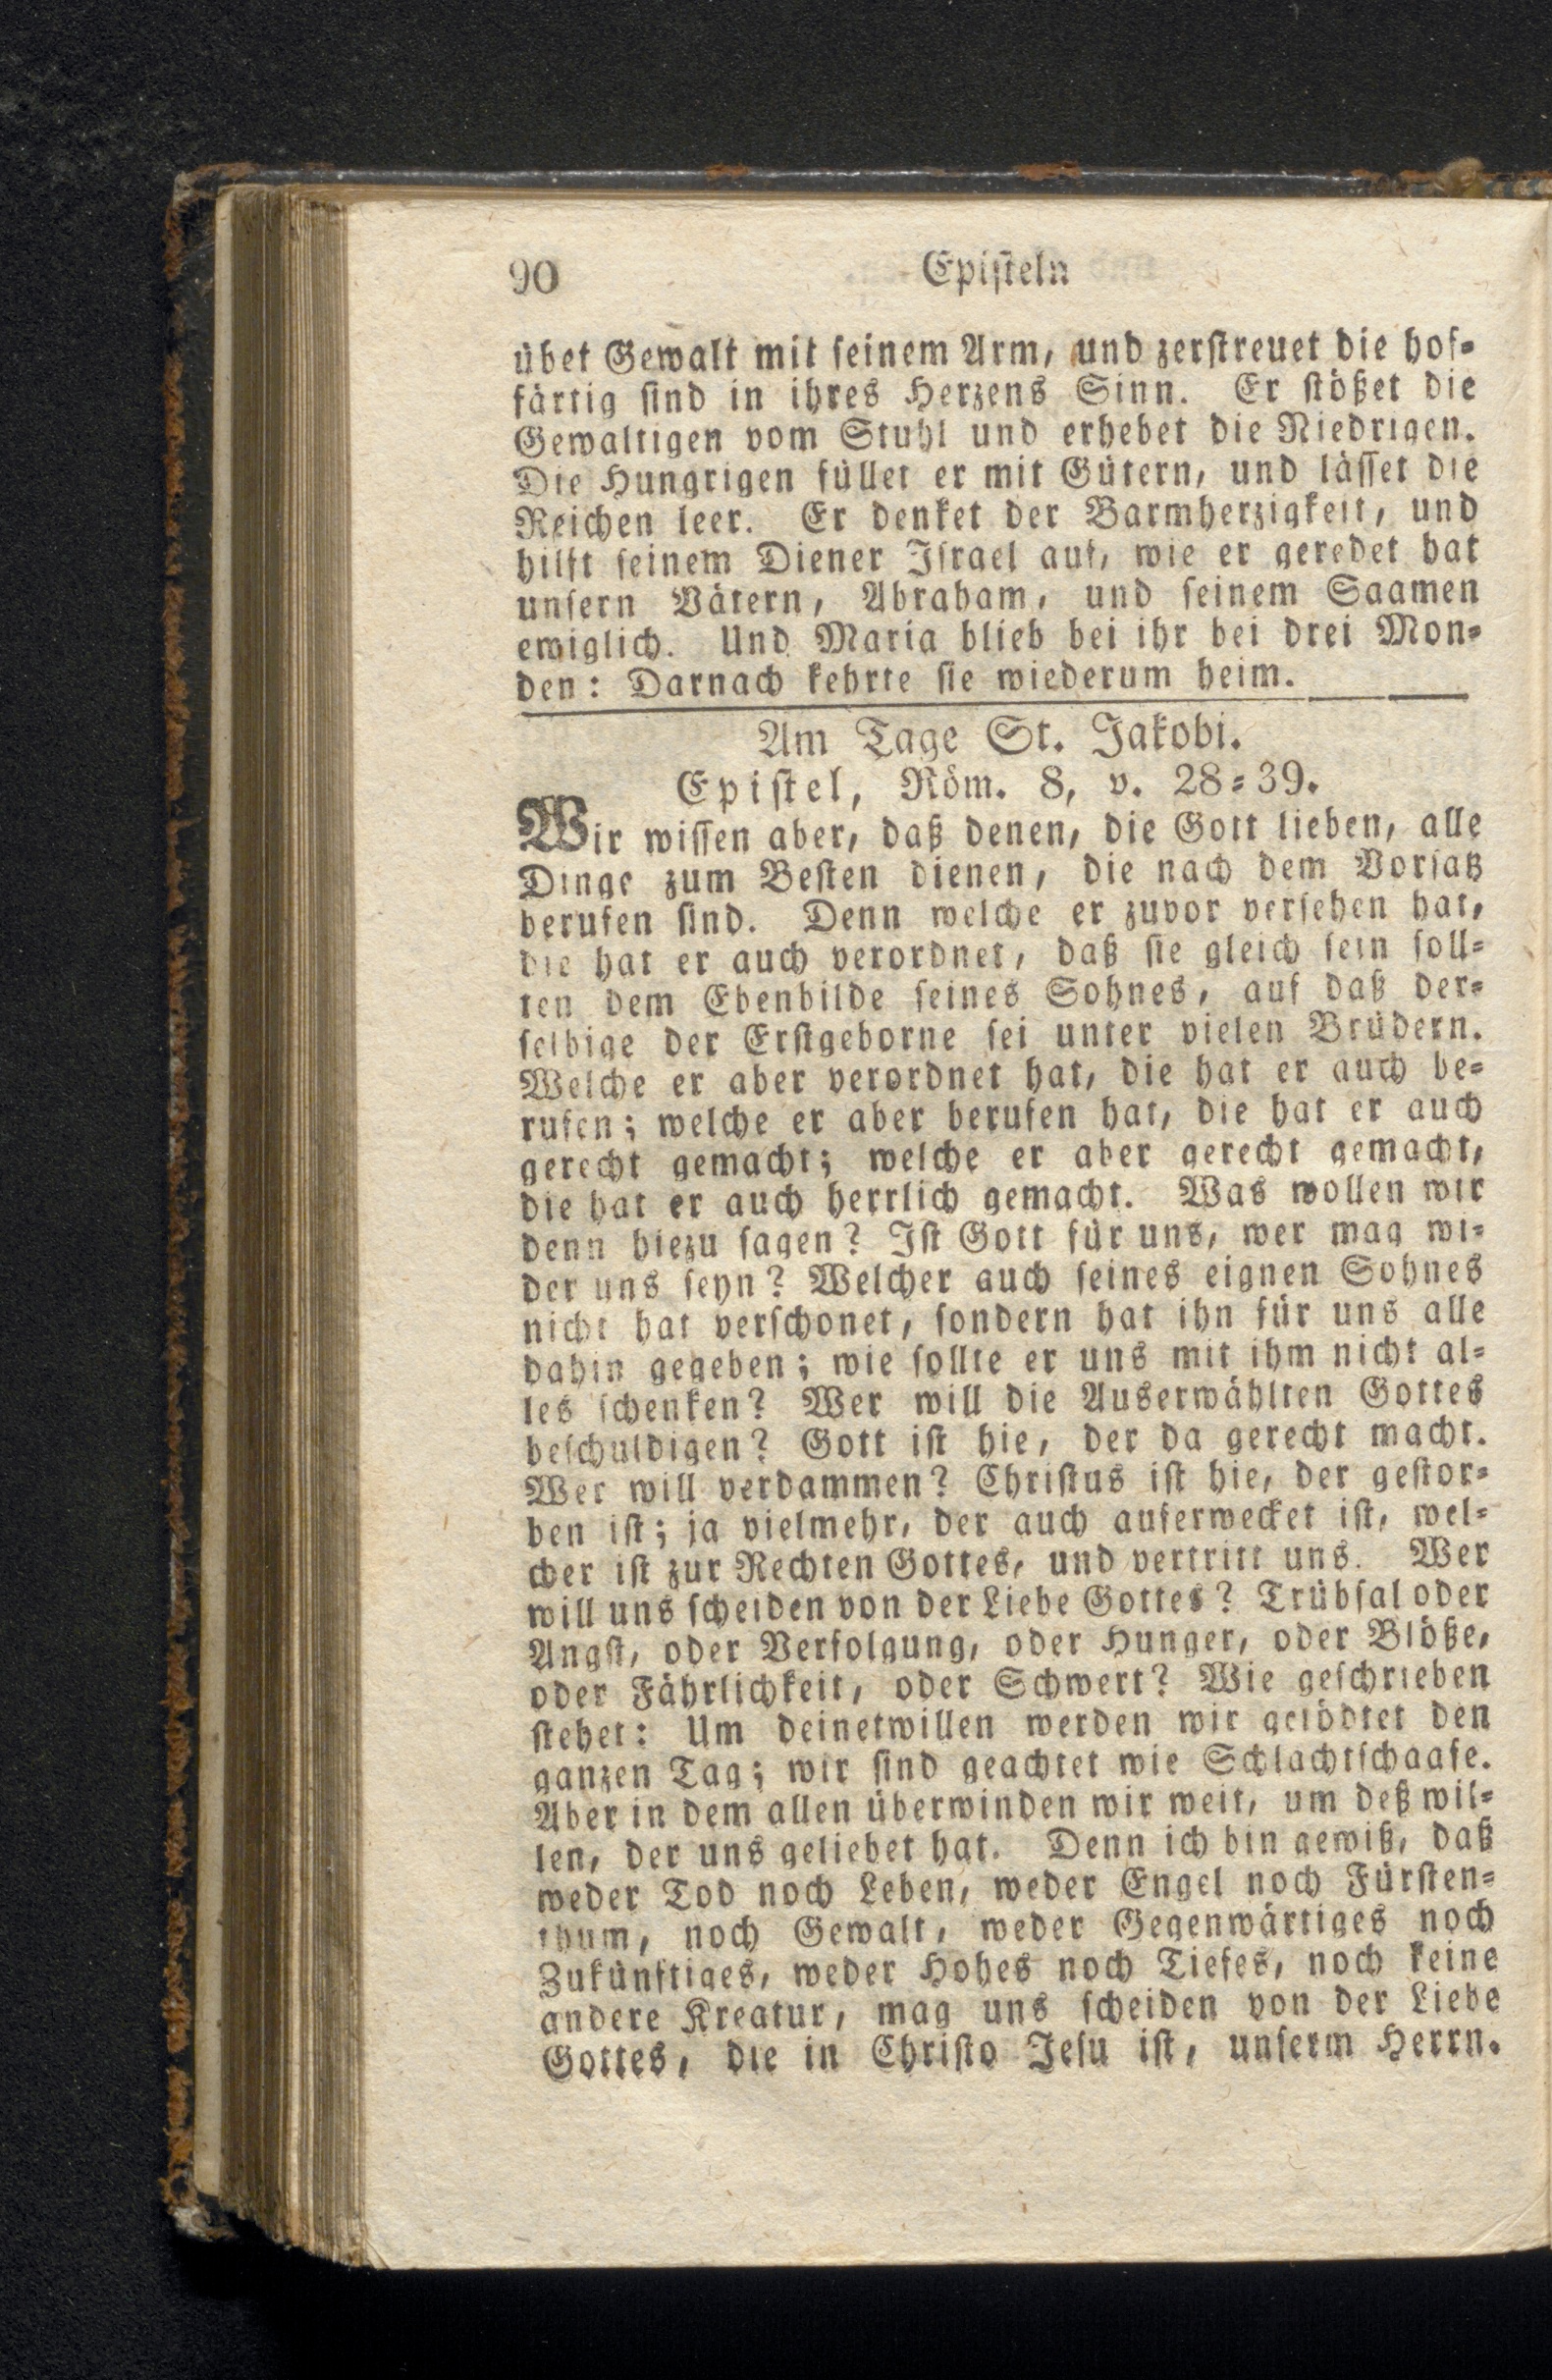 90 Episteln
übet Gewalt mit seinem Arm, und zerstreuet die hof-
färtig sind in ihres Herzens Sinn. Er stößet die
Gewaltigen vom Stuhl und erhebet die Niedrigen.
Die Hungrigen füllet er mit Gütern, und lässet die
Reichen leer. Er denket der Barmherzigkeit, und
hilft seinem Diener Israel auf, wie er geredet hat
unsern Vätern, Abraham, und seinem Saamen
ewiglich. Und Maria blieb bei ihr bei drei Mon-
den: Darnach kehrte sie wiederum heim.
Am Tage St. Jakobi.
Epistel, Röm. 8, v. 28-39.
Wir wissen aber, daß denen, die Gott lieben, alle
Dinge zum Besten dienen, die nach dem Vorsatz
berufen sind. Denn welche er zuvor versehen hat,
die hat er auch verordnet, daß sie gleich sein soll-
ten dem Ebenbilde seines Sohnes, auf daß der-
selbige der Erstgeborne sei unter vielen Brüdern.
Welche er aber verordnet hat, die hat er auch be-
rufen; welche er aber berufen hat, die hat er auch
gerecht gemacht; welche er aber gerecht gemacht,
die hat er auch herrlich gemacht. Was wollen wir
denn hiezu sagen? Ist Gott für uns, wer mag wi-
der uns seyn? Welcher auch seines eignen Sohnes
nicht hat verschonet, sondern hat ihn für uns alle
dahin gegeben; wie sollte er uns mit ihm nicht al-
les schenken? Wer will die Auserwählten Gottes
beschuldigen? Gott ist hie, der da gerecht macht.
Wer will verdammen? Christus ist hie, der gestor-
ben ist; ja vielmehr, der auch auferwecket ist, wel-
cher ist zur Rechten Gottes, und vertritt uns. Wer
will uns scheiden von der Liebe Gottes? Trübsal oder
Angst, oder Verfolgung, oder Hunger, oder Blöße,
oder Fährlichkeit, oder Schwert? Wie geschrieben
stehet: Um deinetwillen werden wir getödtet den
ganzen Tag; wir sind geachtet wie Schlachtschaafe.
Aber in dem allen überwinden wir weit, um deß wil-
len, der uns geliebet hat. Denn ich bin gewiß, daß
weder Tod noch Leben, weder Engel noch Fürsten-
thum, noch Gewalt, weder Gegenwärtiges noch
Zukünftiges, weder Hohes noch Tiefes, noch keine
andere Kreatur, mag uns scheiden von der Liebe
Gottes, die in Christo Jesu ist, unserm Herrn.